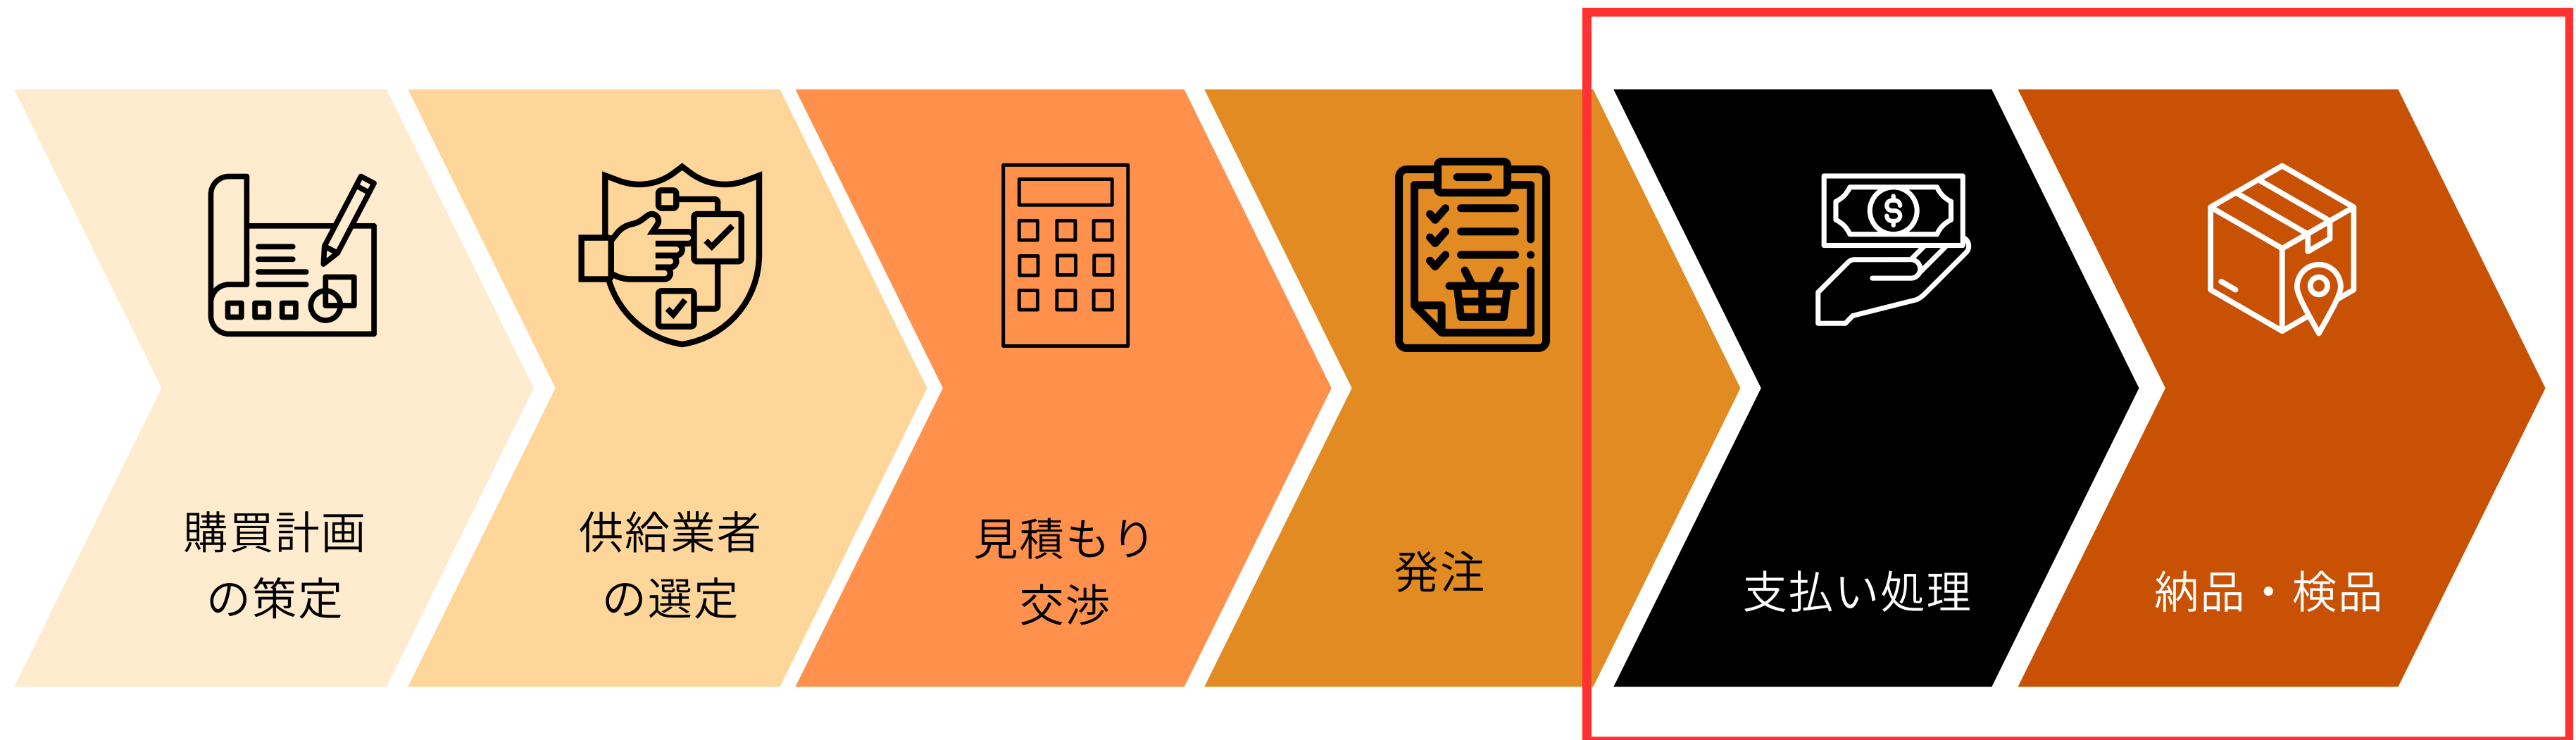 購買計画
の策定
供給業者
の選定
見積もり
交渉
発注
支払い処理
納品・検品
$